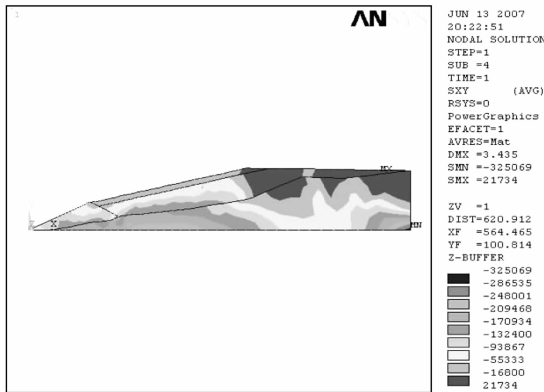 1
AN
JUN 13 2007
20:22:51
NODAL SOLUTION
STEP=1
SUB =4
TIME=1
SXY (AVG)
RSYS=0
PowerGraphics
EFACET=1
AVRES=Mat
DMX =3.435
SMN =-325069
SMX =21734
ZV =1
DIST=620.912
XF =564.465
YF =100.814
Z-BUFFER
-325069
-286535
-248001
-209468
-170934
-132400
-93867
-55333
-16800
21734
MX
X
MN